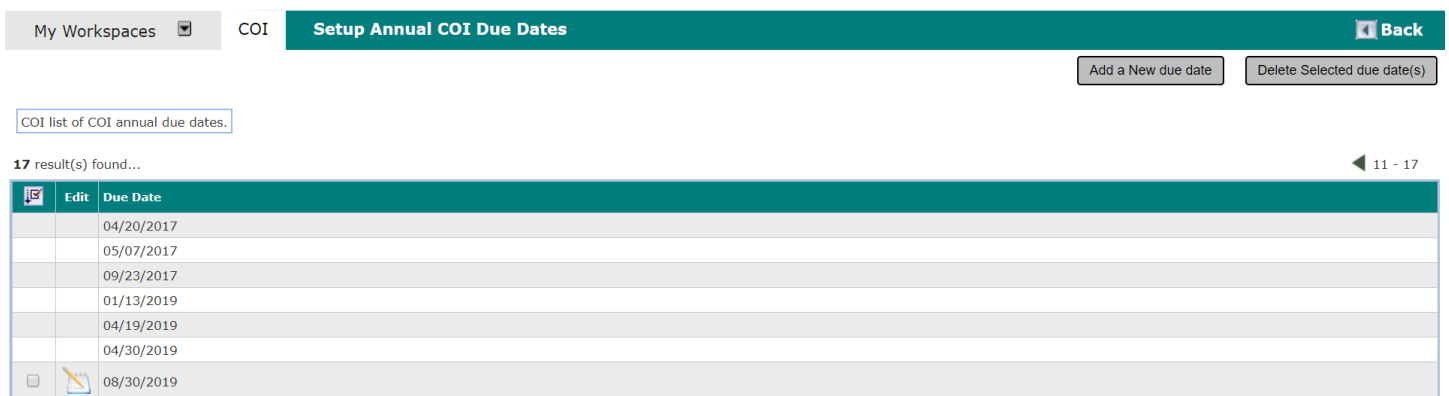 My Workspaces COI Setup Annual COI Due Dates Back
Add a New due date Delete Selected due date(s)
COI list of COI annual due dates.
17 result(s) found... 11 - 17
Edit Due Date
04/20/2017
05/07/2017
09/23/2017
01/13/2019
04/19/2019
04/30/2019
08/30/2019